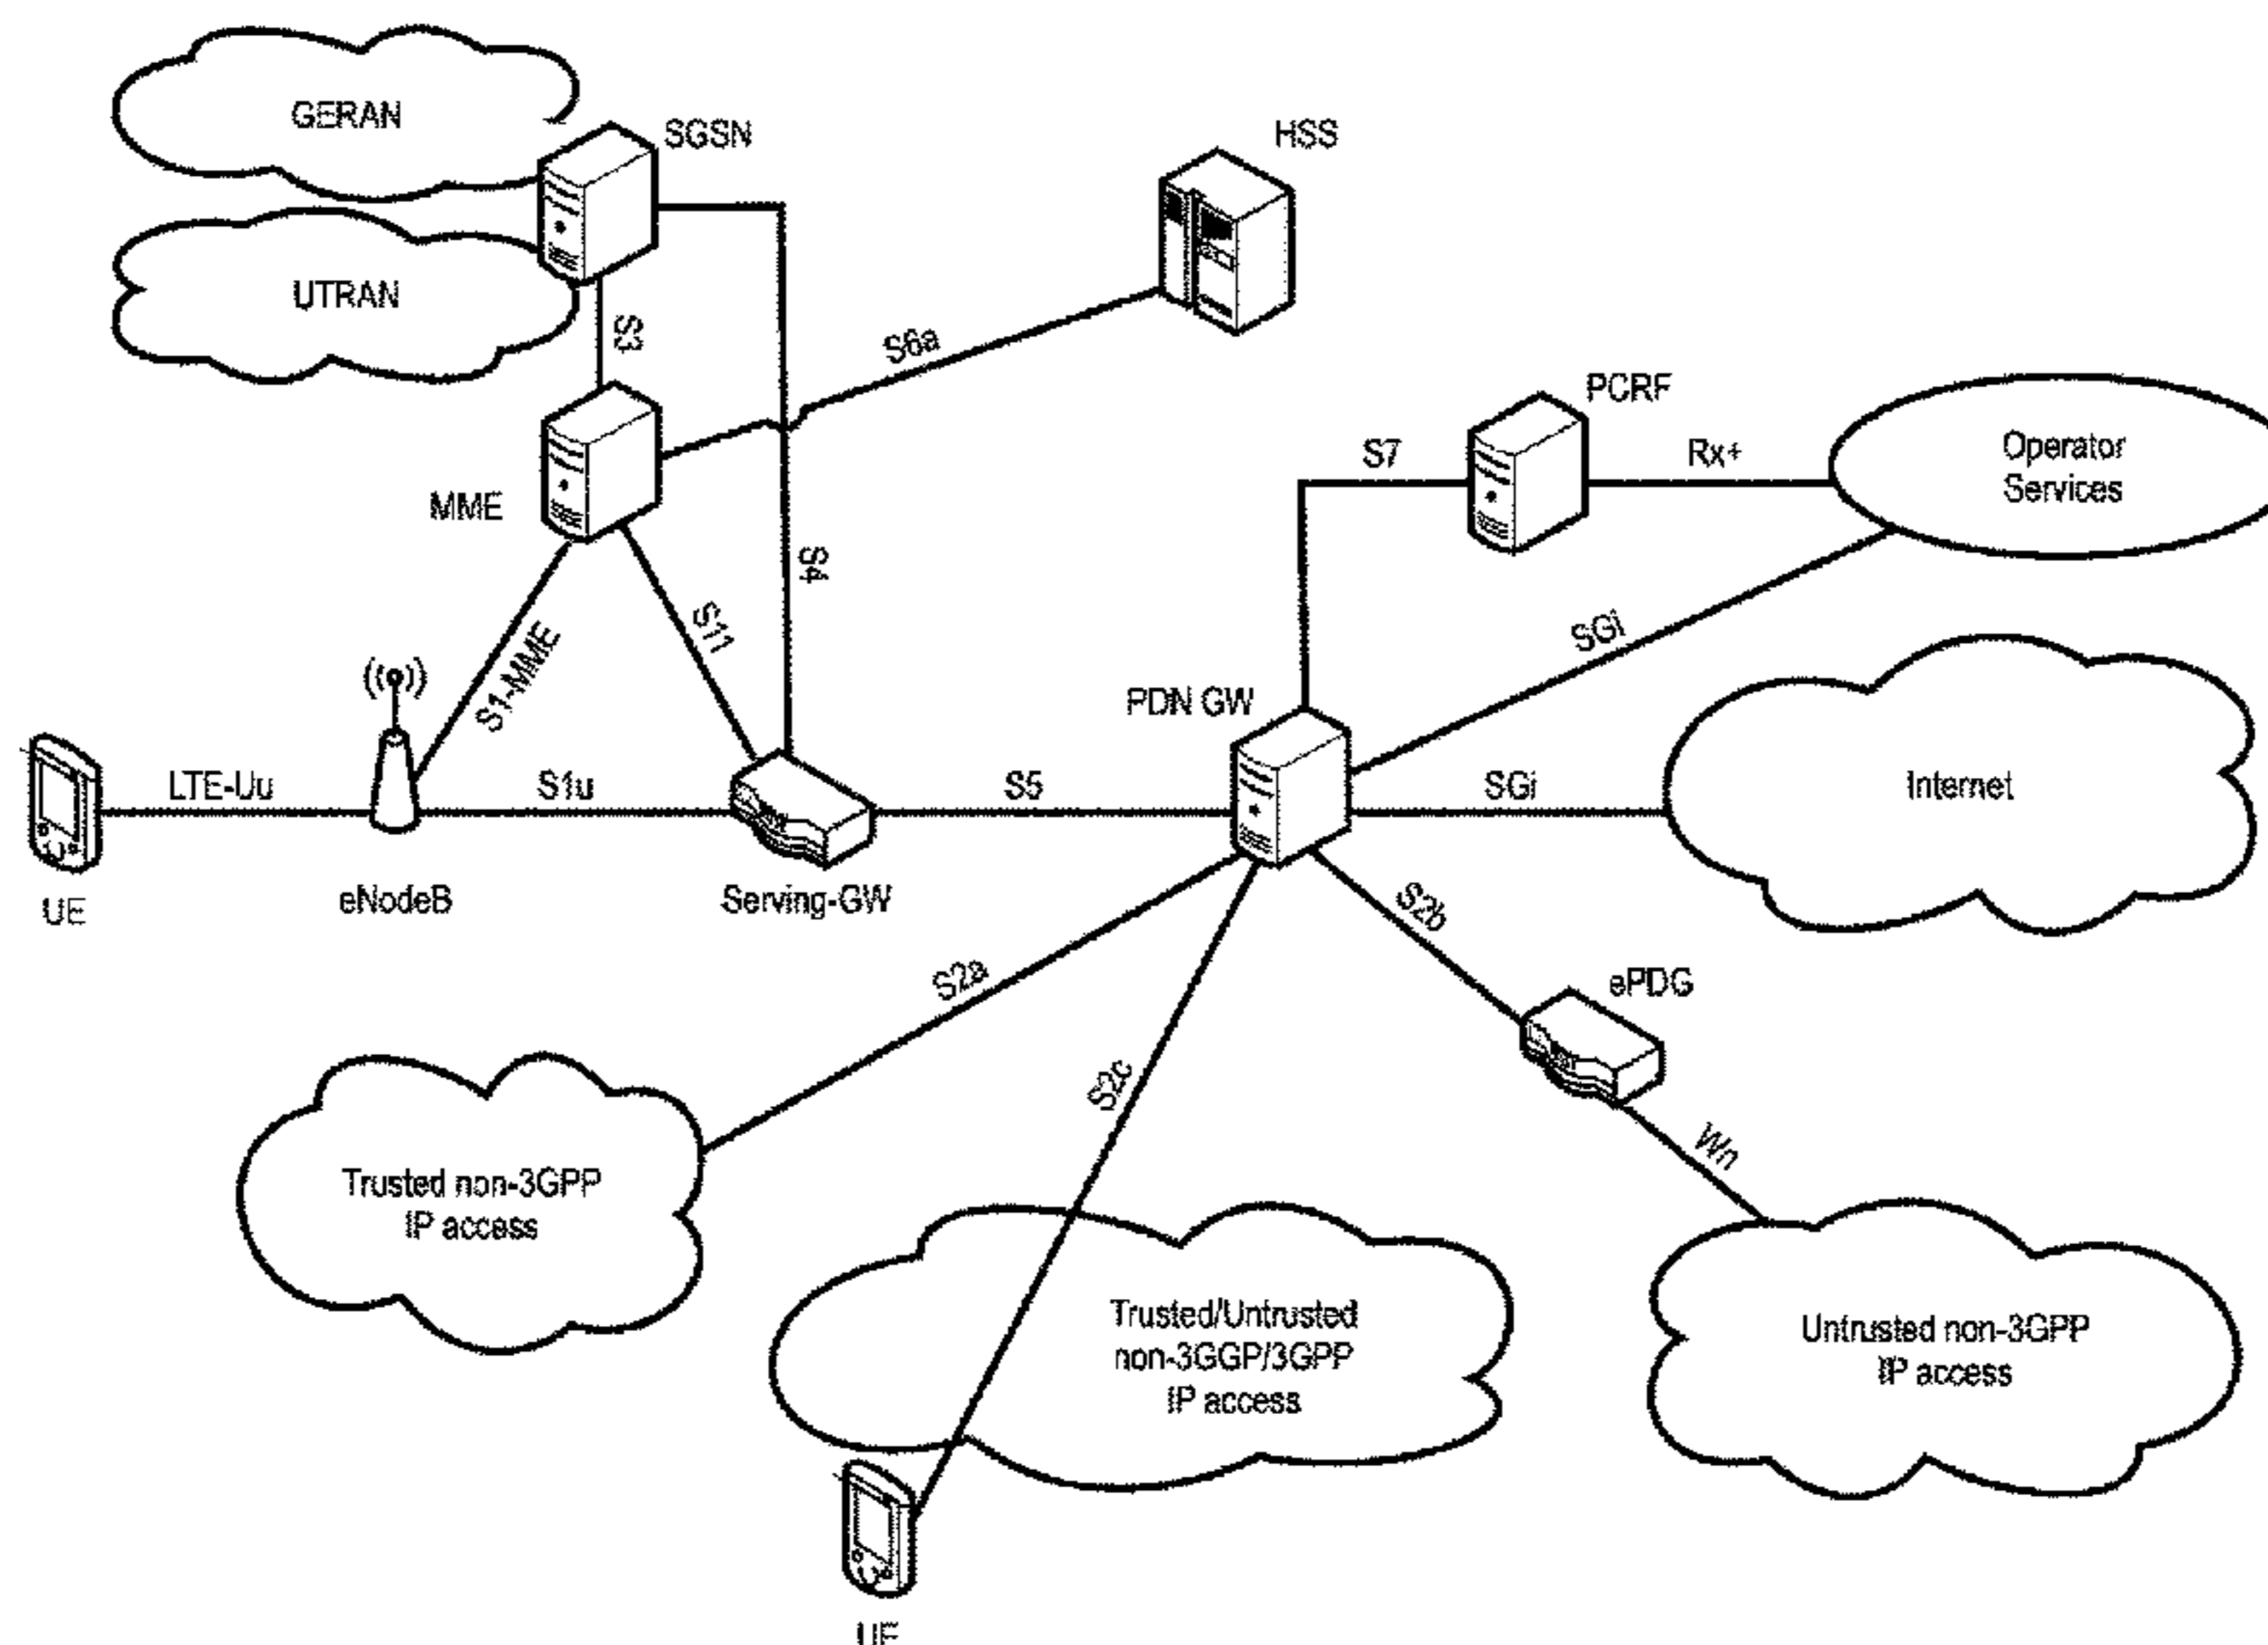 GERAN
SGSN
HSS
UTRAN
S3
S6a
PCRF
S7
Rx+
Operator
Services
MME
S4
S11
S1-MME
SGi
PDN GW
LTE-Uu
S1u
S5
SGi
Internet
UE
eNodeB
Serving-GW
S2b
S2a
ePDG
S2c
Wn
Trusted non-3GPP
IP access
Trusted/Untrusted
non-3GGP/3GPP
IP access
Untrusted non-3GPP
IP access
UE